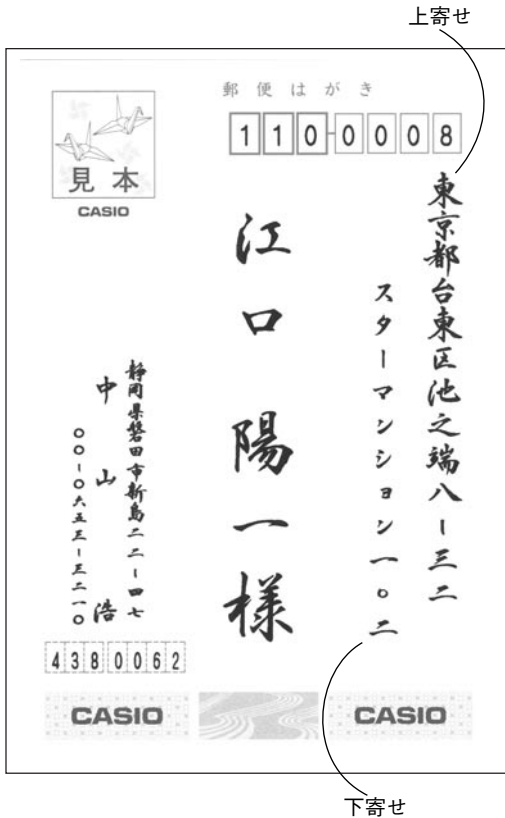 上寄せ
郵便はがき
110-0008
見本
CASIO
東京都台東区池之端八ー三二
スターマンション一〇二
江口陽一様
静岡県磐田市新島二二ー四七
中山浩
〇〇ー〇六五三ー三二一〇
4380062
CASIO
CASIO
下寄せ